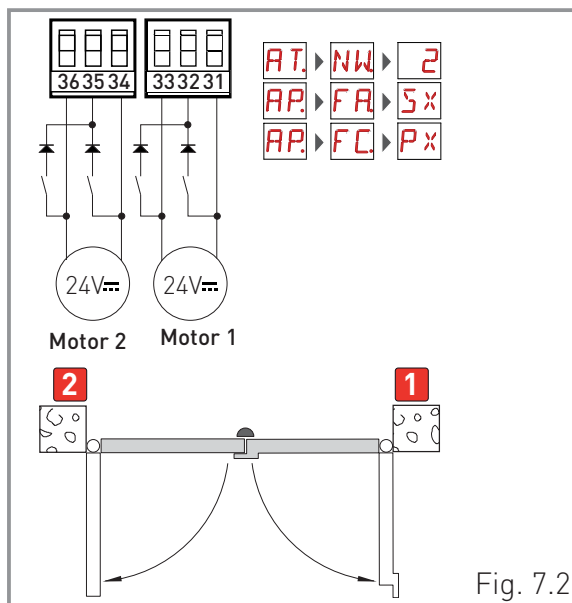 36 35 34
33 32 31
AT. NW. 2
AP. FA. SX
AP. FC. PX
24V
24V
Motor 2
Motor 1
2
1
Fig. 7.2